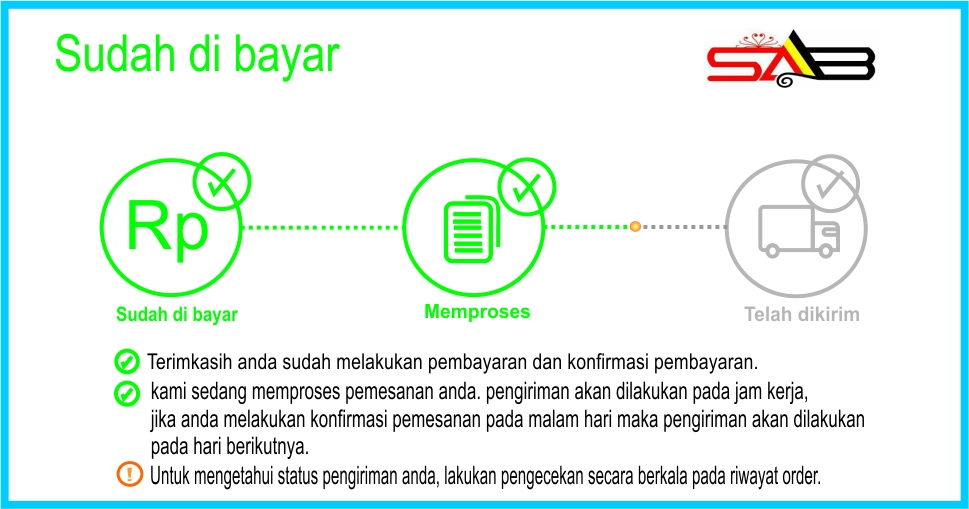 Sudah di bayar
SAB
Rp
Sudah di bayar
Memproses
Telah dikirim
Terimkasih anda sudah melakukan pembayaran dan konfirmasi pembayaran.
kami sedang memproses pemesanan anda. pengiriman akan dilakukan pada jam kerja,
jika anda melakukan konfirmasi pemesanan pada malam hari maka pengiriman akan dilakukan
pada hari berikutnya.
! Untuk mengetahui status pengiriman anda, lakukan pengecekan secara berkala pada riwayat order.